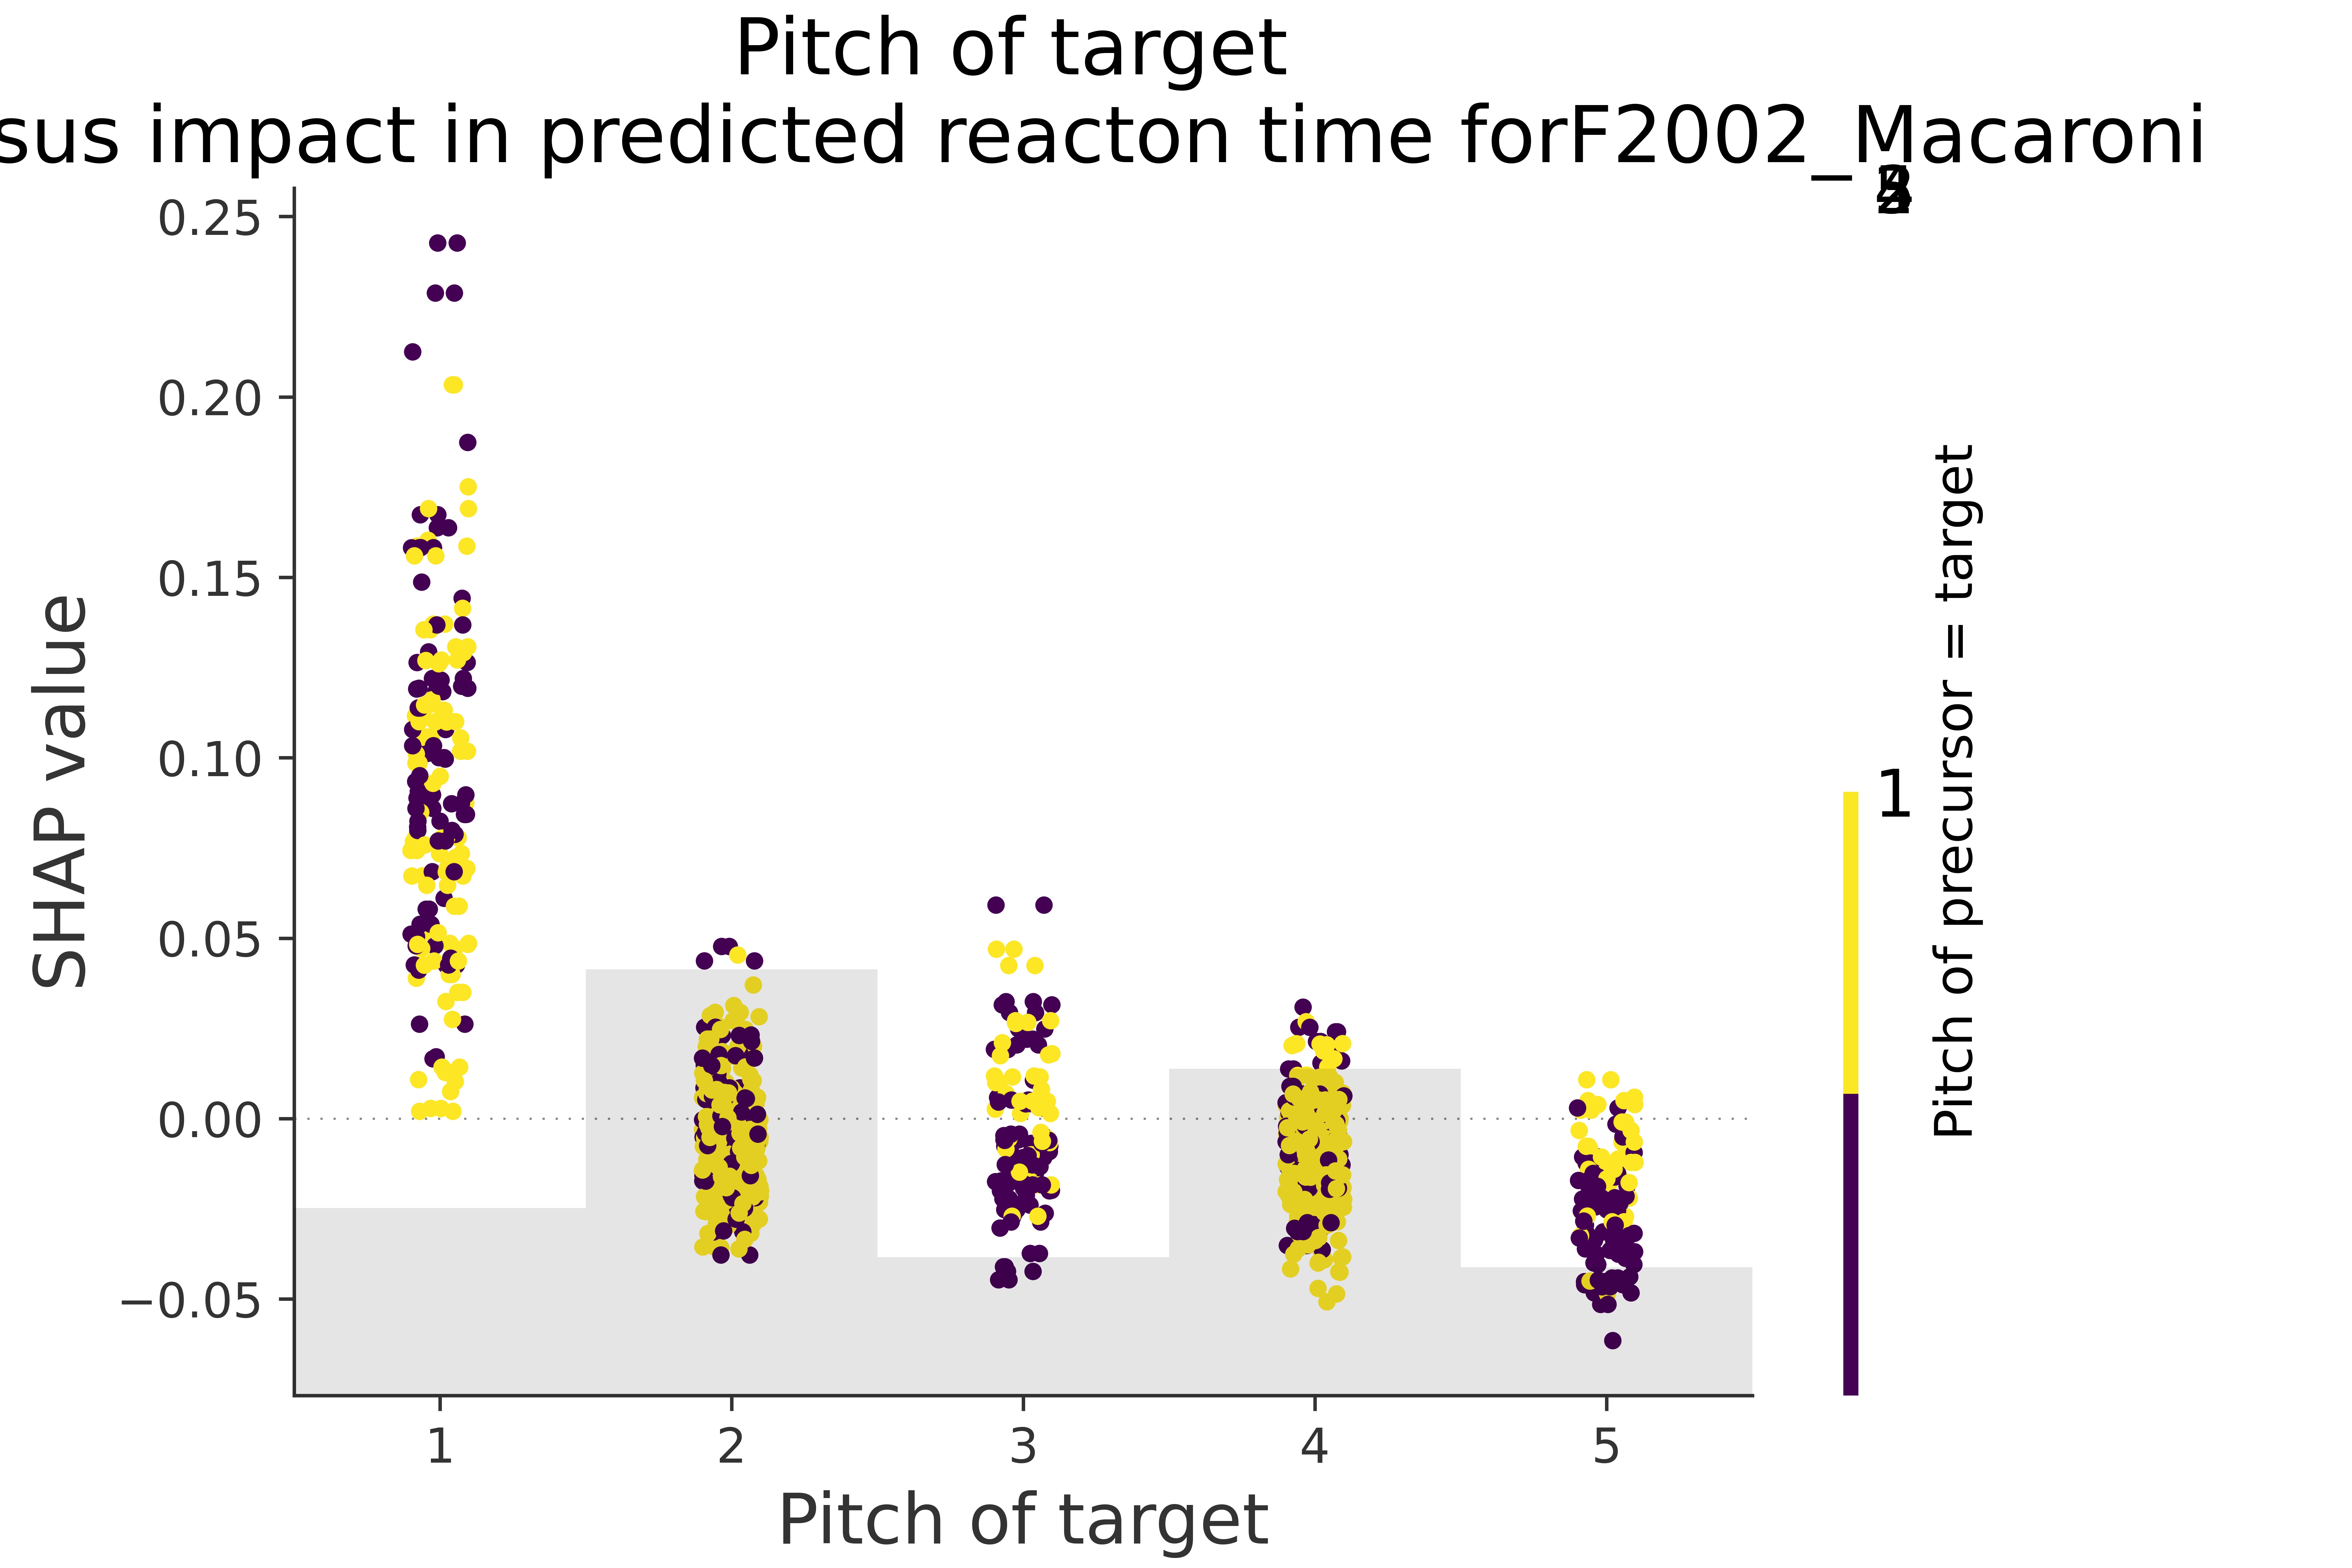 Pitch of target
sus impact in predicted reacton time forF2002_Macaroni
0.25
0.20
0.15
0.10
0.05
0.00
−0.05
SHAP value
1
2
3
4
5
Pitch of target
1
Pitch of precursor = target